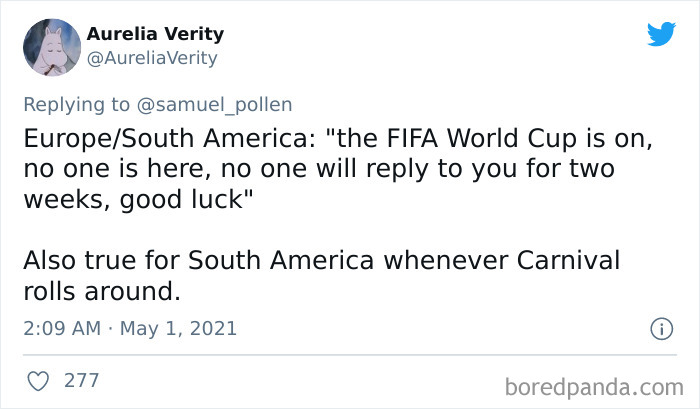 Aurelia Verity
@AureliaVerity
Replying to @samuel_pollen
Europe/South America: "the FIFA World Cup is on,
no one is here, no one will reply to you for two
weeks, good luck"
Also true for South America whenever Carnival
rolls around.
2:09 AM · May 1, 2021
277
boredpanda.com